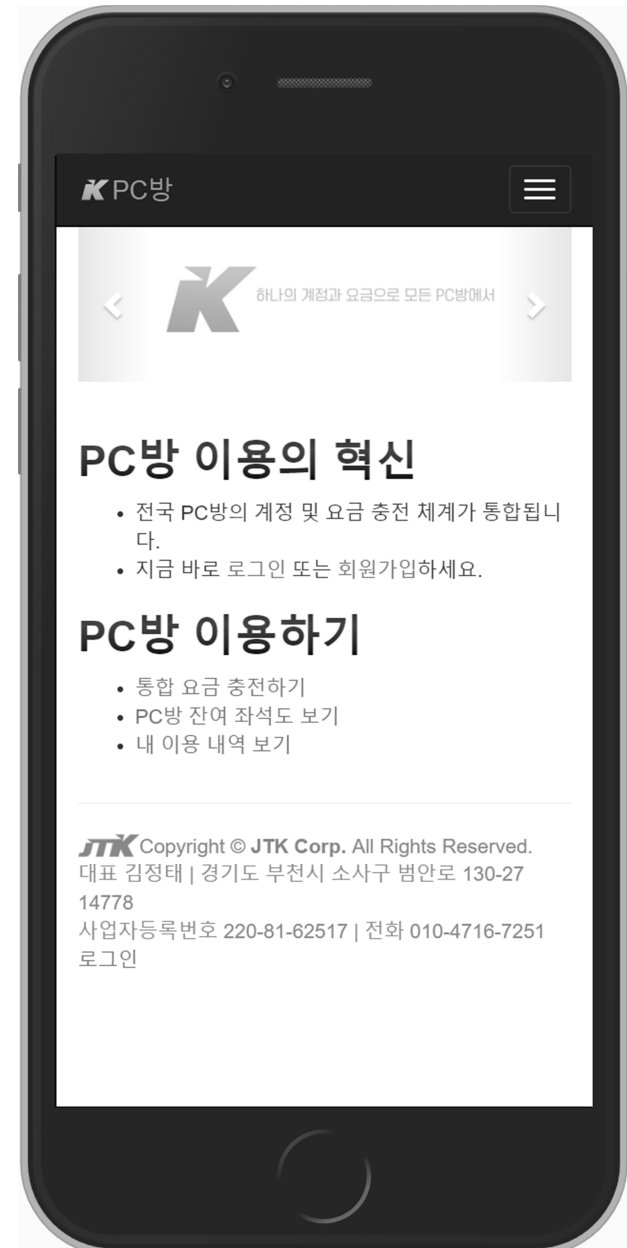 K PC방
K 하나의 계정과 요금으로 모든 PC방에서
PC방 이용의 혁신
• 전국 PC방의 계정 및 요금 충전 체계가 통합됩니
다.
• 지금 바로 로그인 또는 회원가입하세요.
PC방 이용하기
• 통합 요금 충전하기
• PC방 잔여 좌석도 보기
• 내 이용 내역 보기
JTK Copyright © JTK Corp. All Rights Reserved.
대표 김정태 | 경기도 부천시 소사구 범안로 130-27
14778
사업자등록번호 220-81-62517 | 전화 010-4716-7251
로그인